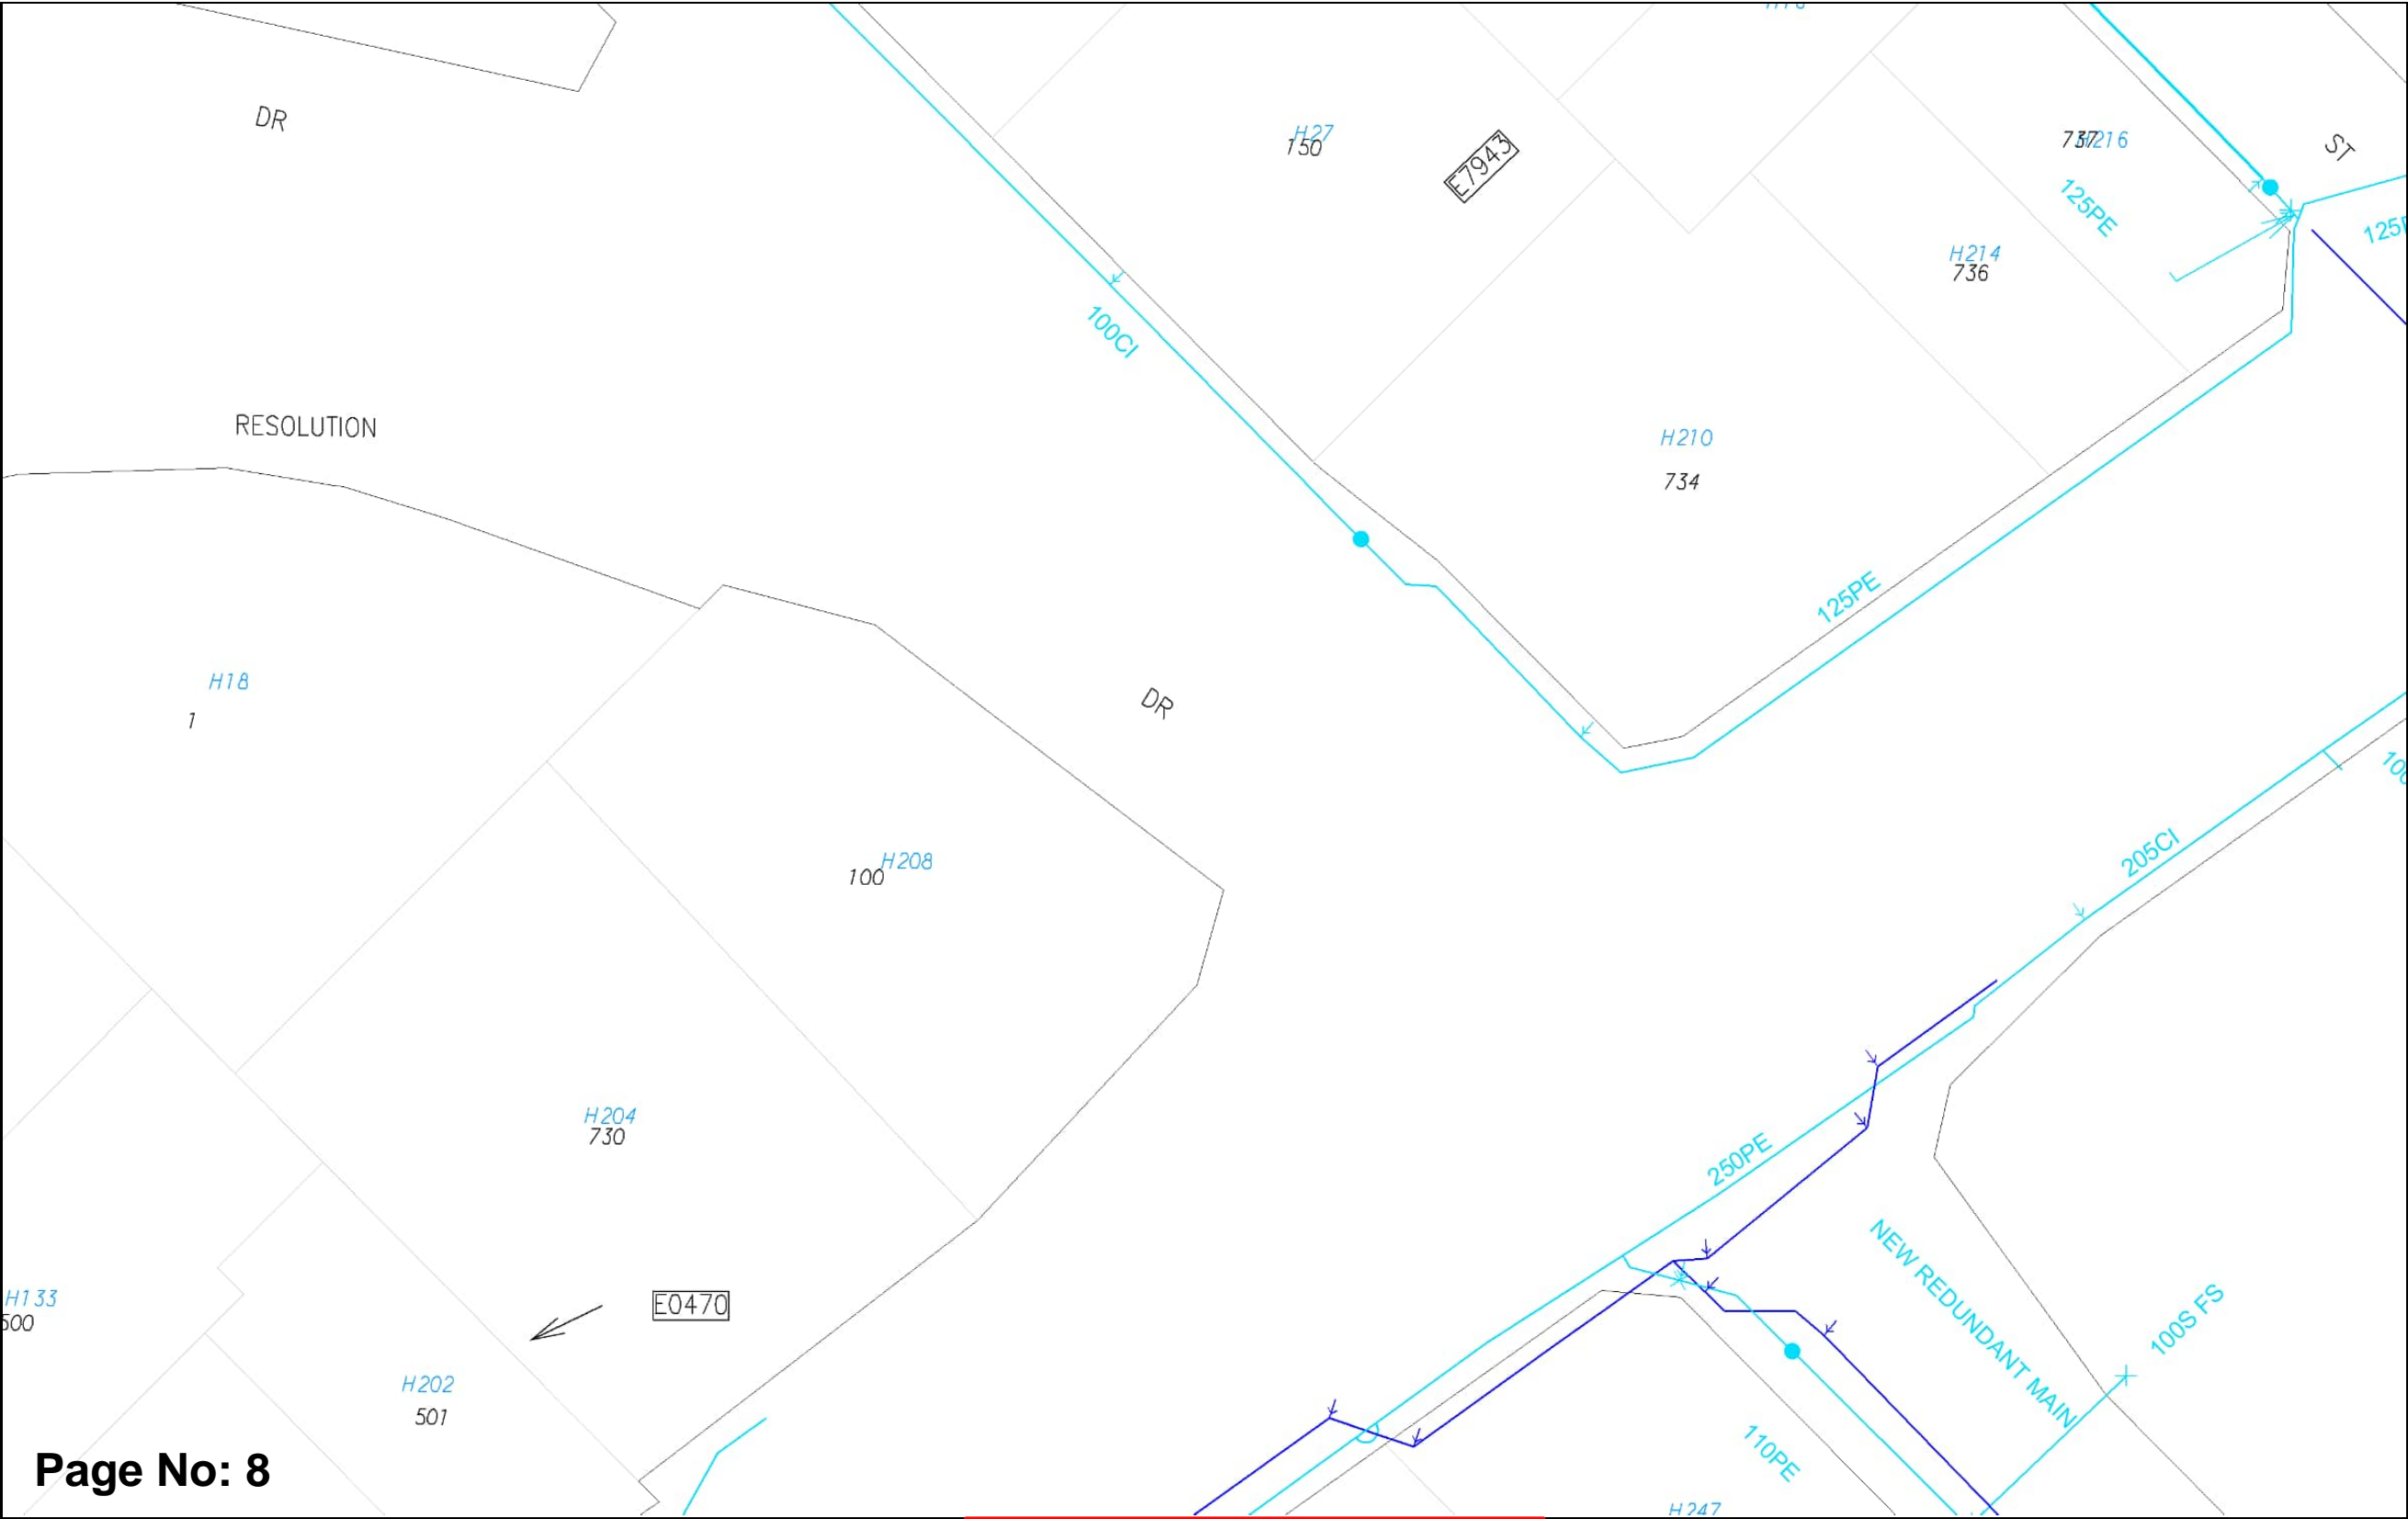 DR
H27
150
E7943
737
H216
ST
125PE
H214
736
100CI
RESOLUTION
H210
734
125PE
H18
1
DR
H208
100
205CI
H204
730
250PE
NEW REDUNDANT MAIN
100S FS
H133
E0470
H202
501
110PE
Page No: 8
H247